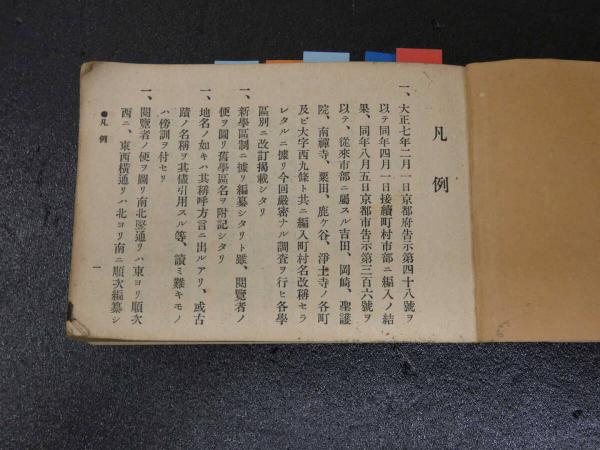 凡例
一、大正七年二月一日京都府告示第四十八號ヲ
以テ同年四月一日接續町村市部ニ編入ノ結
果、同年八月五日京都市告示第三百六號ヲ
以テ、從來市部ニ屬スル吉田、岡崎、聖護
院、南禪寺、粟田、鹿ケ谷、淨土寺ノ各町
及ビ大字西九條ト共ニ編入町村名改稱セラ
レタルニ據リ今回嚴密ナル調査ヲ行ヒ各學
區別ニ改訂揭載シタリ
一、新學區制ニ據リ編纂シタリト雖、閱覽者ノ
便ヲ圖リ舊學區名ヲ附記シタリ
一、地名ノ如キハ其稱呼方言ニ出ルアリ、或古
蹟ノ名稱ヲ其儘引用スル等、讀ミ難キモノ
ハ傍訓ヲ付セリ
一、閱覽者ノ便ヲ圖リ南北竪通リハ東ヨリ順次
西ニ、東西橫通リハ北ヨリ南ニ順次編纂シ
●凡例
一